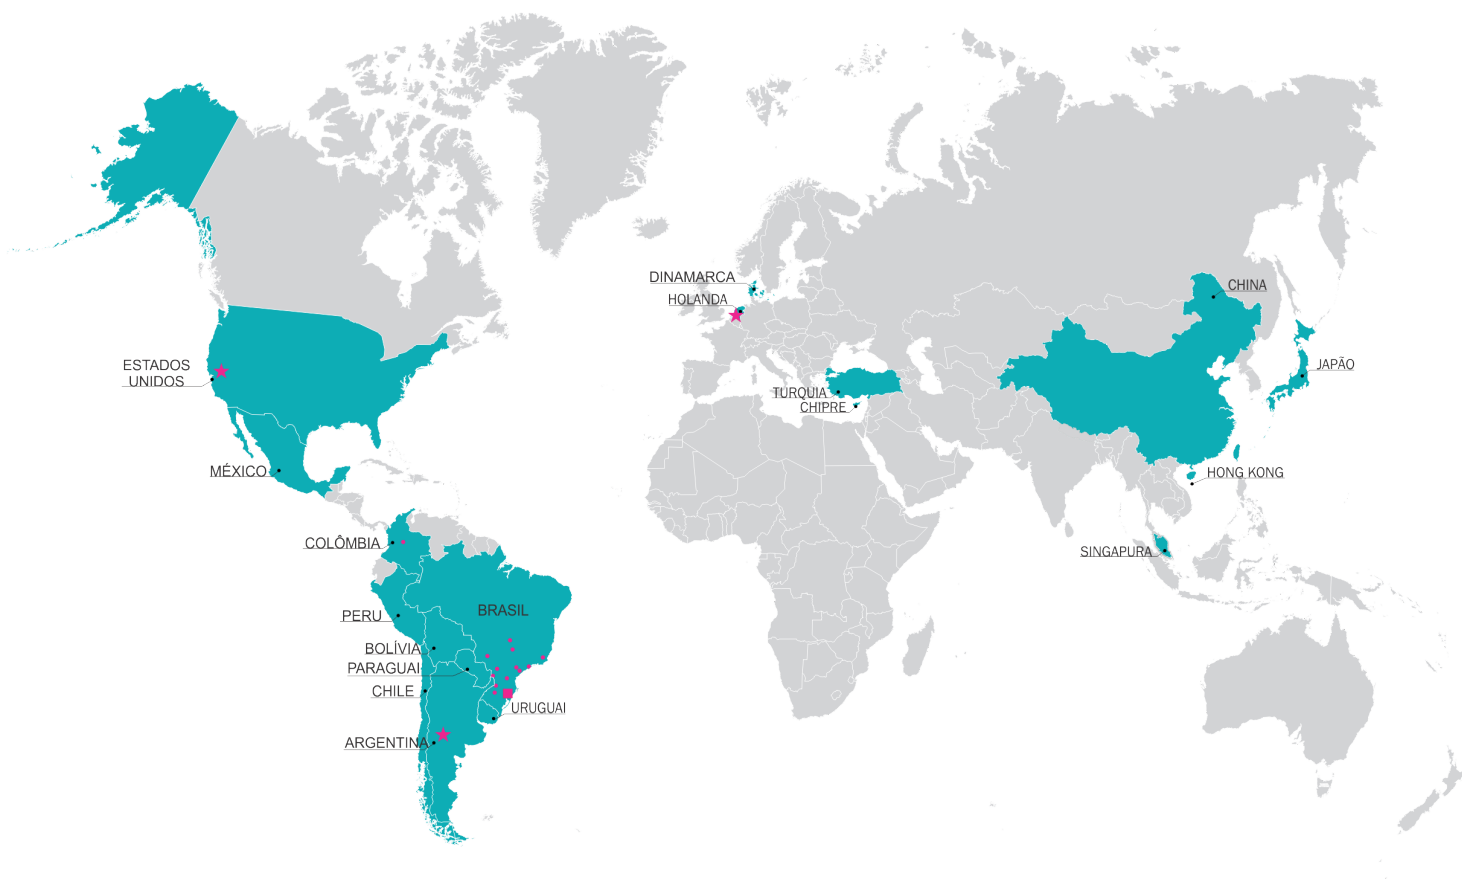 DINAMARCA
HOLANDA
CHINA
ESTADOS
UNIDOS
JAPÃO
TURQUIA
CHIPRE
MÉXICO
HONG KONG
COLÔMBIA
SINGAPURA
BRASIL
PERU
BOLÍVIA
PARAGUAI
CHILE
URUGUAI
ARGENTINA